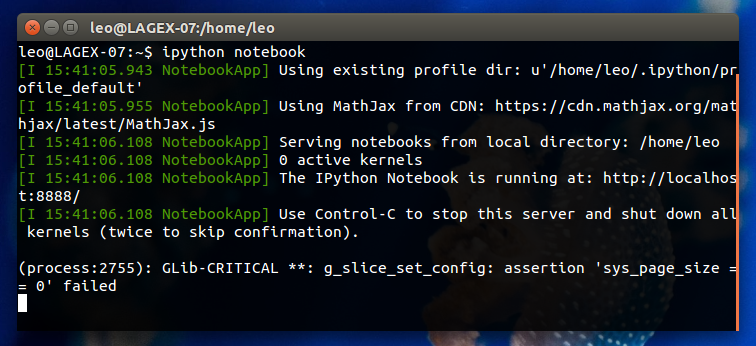 leo@LAGEX-07:/home/leo
leo@LAGEX-07:~$ ipython notebook
[I 15:41:05.943 NotebookApp] Using existing profile dir: u'/home/leo/.ipython/pr
ofile_default'
[I 15:41:05.955 NotebookApp] Using MathJax from CDN: https://cdn.mathjax.org/mat
hjax/latest/MathJax.js
[I 15:41:06.108 NotebookApp] Serving notebooks from local directory: /home/leo
[I 15:41:06.108 NotebookApp] 0 active kernels
[I 15:41:06.108 NotebookApp] The IPython Notebook is running at: http://localhos
t:8888/
[I 15:41:06.108 NotebookApp] Use Control-C to stop this server and shut down all
 kernels (twice to skip confirmation).
(process:2755): GLib-CRITICAL **: g_slice_set_config: assertion 'sys_page_size =
= 0' failed